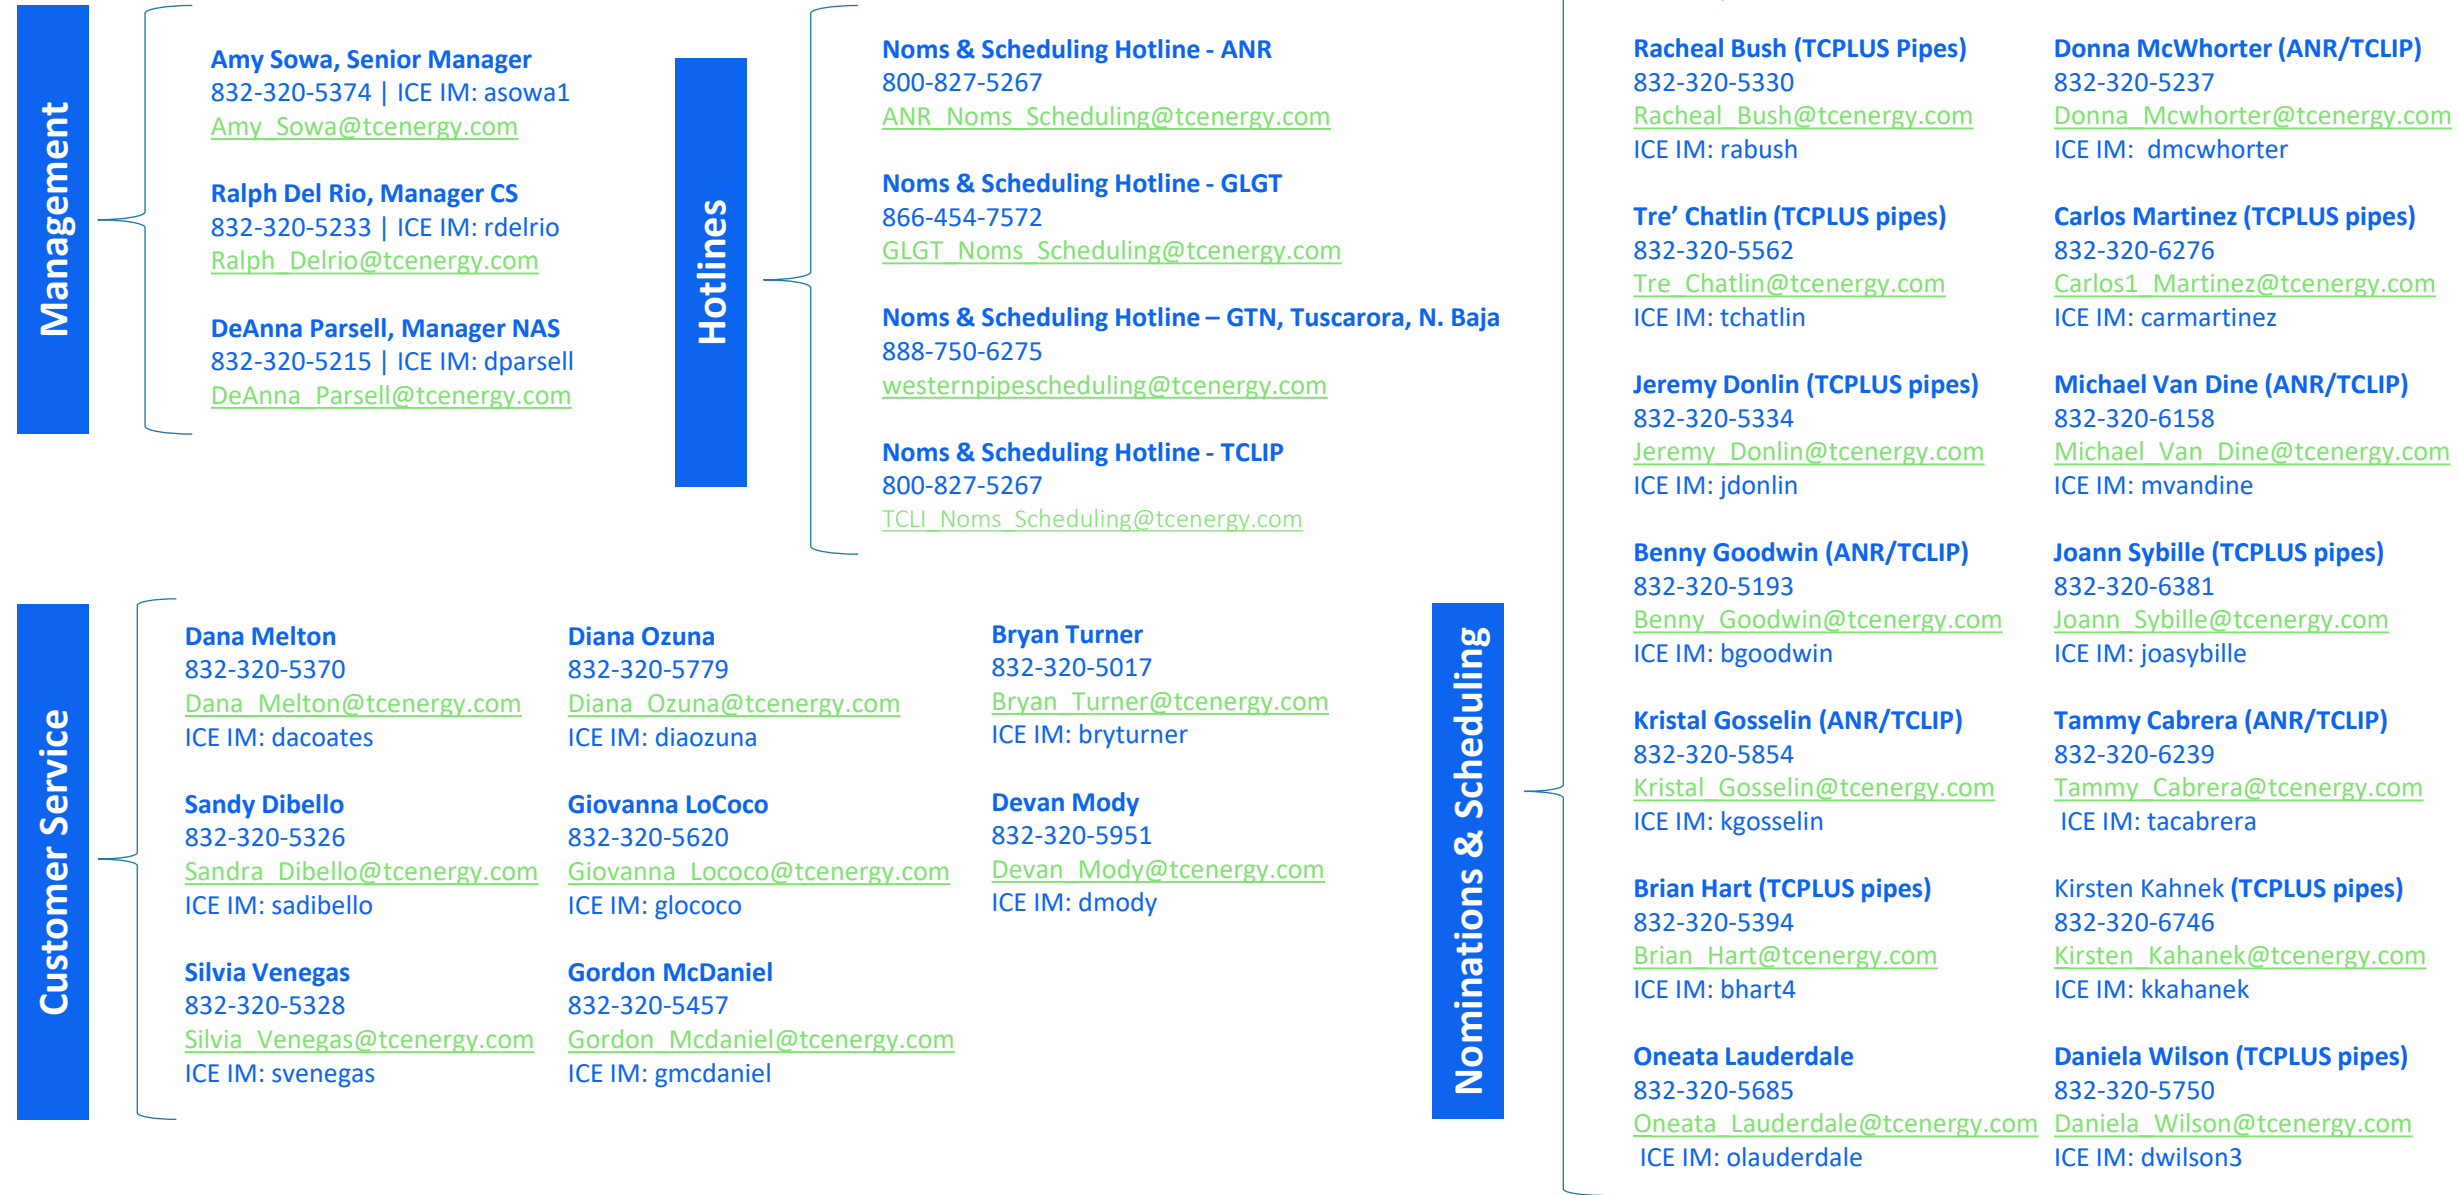 Management
Amy Sowa, Senior Manager
832-320-5374 | ICE IM: asowa1
Amy_Sowa@tcenergy.com
Ralph Del Rio, Manager CS
832-320-5233 | ICE IM: rdelrio
Ralph_Delrio@tcenergy.com
DeAnna Parsell, Manager NAS
832-320-5215 | ICE IM: dparsell
DeAnna_Parsell@tcenergy.com
Hotlines
Noms & Scheduling Hotline - ANR
800-827-5267
ANR_Noms_Scheduling@tcenergy.com
Noms & Scheduling Hotline - GLGT
866-454-7572
GLGT_Noms_Scheduling@tcenergy.com
Noms & Scheduling Hotline – GTN, Tuscarora, N. Baja
888-750-6275
westernpipescheduling@tcenergy.com
Noms & Scheduling Hotline - TCLIP
800-827-5267
TCLI_Noms_Scheduling@tcenergy.com
Customer Service
Dana Melton
832-320-5370
Dana_Melton@tcenergy.com
ICE IM: dacoates
Sandy Dibello
832-320-5326
Sandra_Dibello@tcenergy.com
ICE IM: sadibello
Silvia Venegas
832-320-5328
Silvia_Venegas@tcenergy.com
ICE IM: svenegas
Diana Ozuna
832-320-5779
Diana_Ozuna@tcenergy.com
ICE IM: diaozuna
Giovanna LoCoco
832-320-5620
Giovanna_Lococo@tcenergy.com
ICE IM: glococo
Gordon McDaniel
832-320-5457
Gordon_Mcdaniel@tcenergy.com
ICE IM: gmcdaniel
Bryan Turner
832-320-5017
Bryan_Turner@tcenergy.com
ICE IM: bryturner
Devan Mody
832-320-5951
Devan_Mody@tcenergy.com
ICE IM: dmody
Nominations & Scheduling
Racheal Bush (TCPLUS Pipes)
832-320-5330
Racheal_Bush@tcenergy.com
ICE IM: rabush
Tre’ Chatlin (TCPLUS pipes)
832-320-5562
Tre_Chatlin@tcenergy.com
ICE IM: tchatlin
Jeremy Donlin (TCPLUS pipes)
832-320-5334
Jeremy_Donlin@tcenergy.com
ICE IM: jdonlin
Benny Goodwin (ANR/TCLIP)
832-320-5193
Benny_Goodwin@tcenergy.com
ICE IM: bgoodwin
Kristal Gosselin (ANR/TCLIP)
832-320-5854
Kristal_Gosselin@tcenergy.com
ICE IM: kgosselin
Brian Hart (TCPLUS pipes)
832-320-5394
Brian_Hart@tcenergy.com
ICE IM: bhart4
Oneata Lauderdale
832-320-5685
Oneata_Lauderdale@tcenergy.com
ICE IM: olauderdale
Donna McWhorter (ANR/TCLIP)
832-320-5237
Donna_Mcwhorter@tcenergy.com
ICE IM: dmcwhorter
Carlos Martinez (TCPLUS pipes)
832-320-6276
Carlos1_Martinez@tcenergy.com
ICE IM: carmartinez
Michael Van Dine (ANR/TCLIP)
832-320-6158
Michael_Van_Dine@tcenergy.com
ICE IM: mvandine
Joann Sybille (TCPLUS pipes)
832-320-6381
Joann_Sybille@tcenergy.com
ICE IM: joasybille
Tammy Cabrera (ANR/TCLIP)
832-320-6239
Tammy_Cabrera@tcenergy.com
ICE IM: tacabrera
Kirsten Kahnek (TCPLUS pipes)
832-320-6746
Kirsten_Kahanek@tcenergy.com
ICE IM: kkahanek
Daniela Wilson (TCPLUS pipes)
832-320-5750
Daniela_Wilson@tcenergy.com
ICE IM: dwilson3